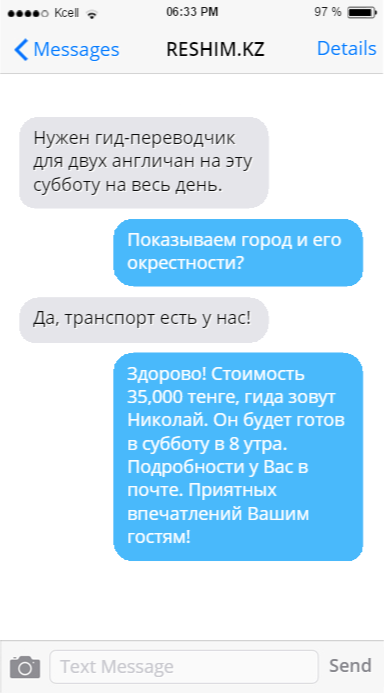 Kcell 06:33 PM 97 %
Messages RESHIM.KZ Details
Нужен гид-переводчик
для двух англичан на эту
субботу на весь день.
Показываем город и его
окрестности?
Да, транспорт есть у нас!
Здорово! Стоимость
35,000 тенге, гида зовут
Николай. Он будет готов
в субботу в 8 утра.
Подробности у Вас в
почте. Приятных
впечатлений Вашим
гостям!
Text Message Send